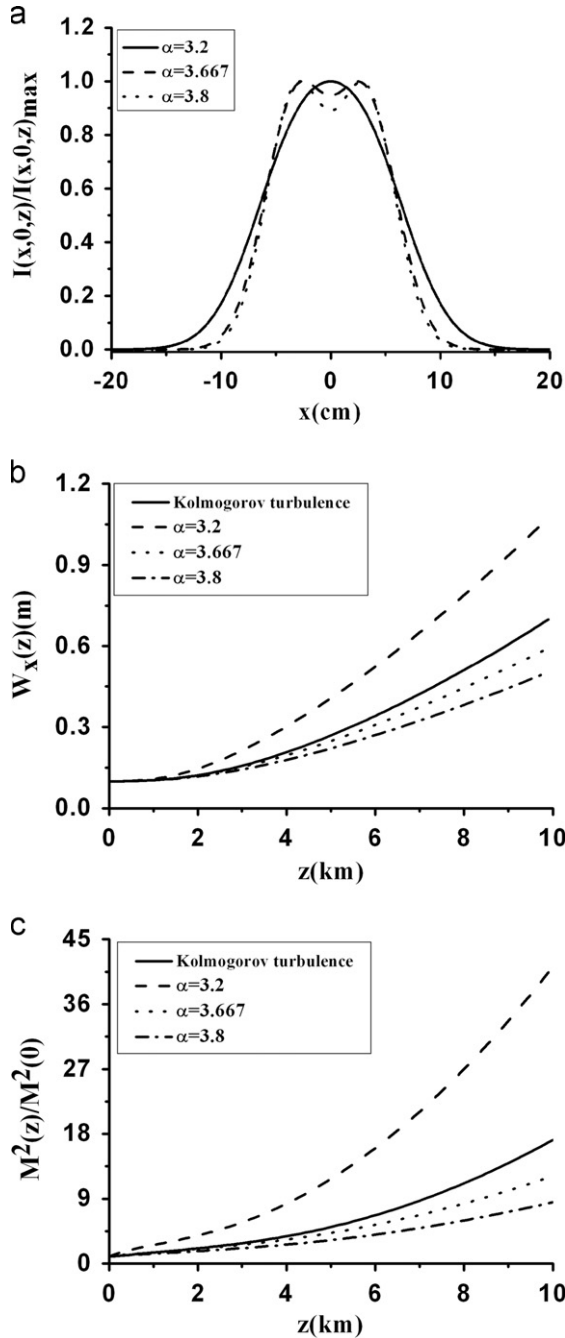 a
α=3.2
α=3.667
α=3.8
I(x,0,z)/I(x,0,z)max
1.2
1.0
0.8
0.6
0.4
0.2
0.0
-20 -10 0 10 20
x(cm)
b
Kolmogorov turbulence
α=3.2
α=3.667
α=3.8
Wx(z)(m)
1.2
0.9
0.6
0.3
0.0
0 2 4 6 8 10
z(km)
c
Kolmogorov turbulence
α=3.2
α=3.667
α=3.8
M²(z)/M²(0)
45
36
27
18
9
0
0 2 4 6 8 10
z(km)